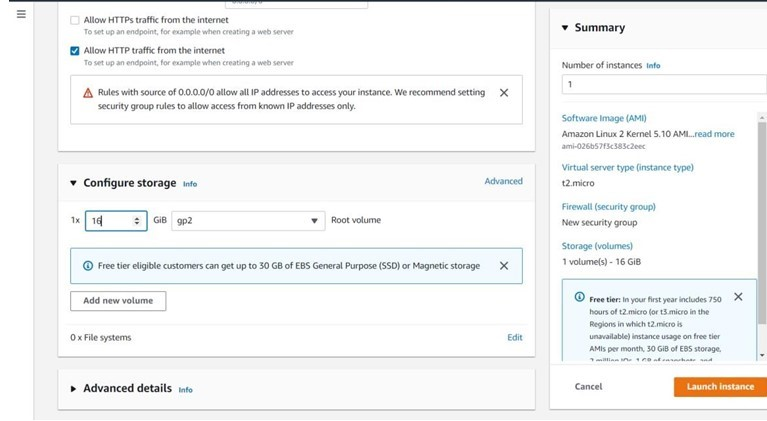 Allow HTTPs traffic from the internet
To set up an endpoint, for example when creating a web server
Allow HTTP traffic from the internet
To set up an endpoint, for example when creating a web server
Rules with source of 0.0.0.0/0 allow all IP addresses to access your instance. We recommend setting
security group rules to allow access from known IP addresses only.
Configure storage Info
Advanced
1x 16 GiB gp2 Root volume
Free tier eligible customers can get up to 30 GB of EBS General Purpose (SSD) or Magnetic storage
Add new volume
0 x File systems
Edit
Advanced details Info
Summary
Number of instances Info
1
Software Image (AMI)
Amazon Linux 2 Kernel 5.10 AMI...read more
ami-026b57f3c383c2eec
Virtual server type (instance type)
t2.micro
Firewall (security group)
New security group
Storage (volumes)
1 volume(s) - 16 GiB
Free tier: In your first year includes 750
hours of t2.micro (or t3.micro in the
Regions in which t2.micro is
unavailable) instance usage on free tier
AMIs per month, 30 GiB of EBS storage,
Cancel
Launch instance